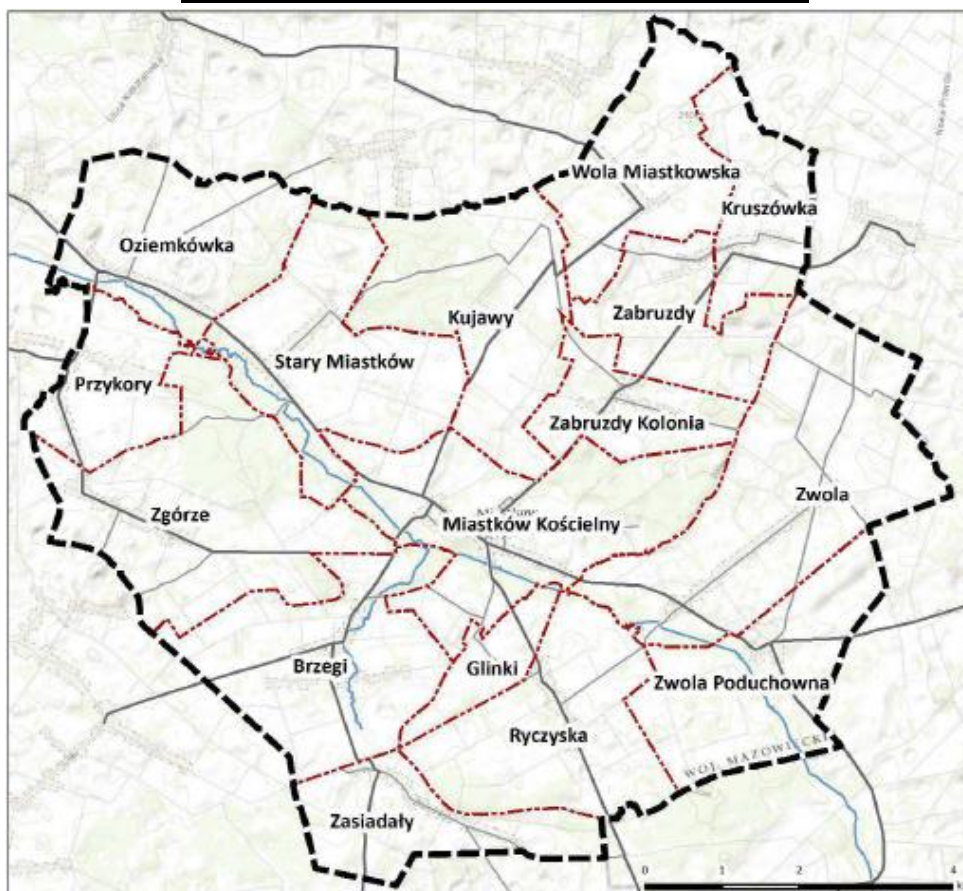 Wola Miastkowska
Kruszówka
Oziemkówka
Kujawy
Zabruzdy
Stary Miastków
Przykory
Zabruzdy Kolonia
Zwola
Zgórze
Miastków Kościelny
Brzegi
Glinki
Zwola Poduchowna
Ryczyska
WOJ. MAZOWIECKI
Zasiadały
0 1 2 4